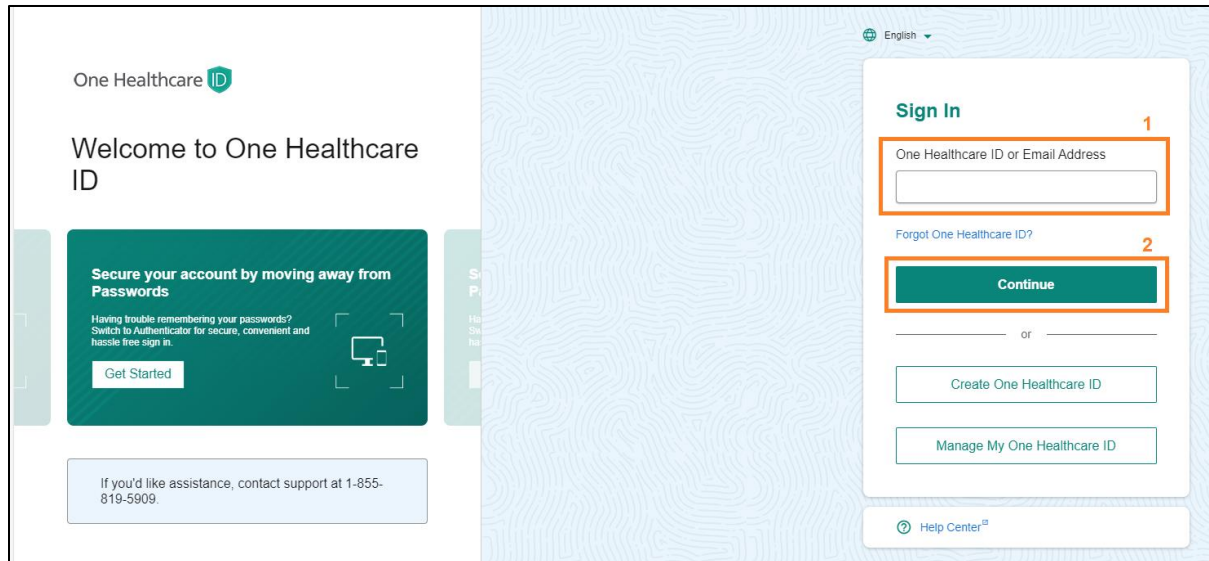 One Healthcare ID
Welcome to One Healthcare
ID
Secure your account by moving away from
Passwords
Having trouble remembering your passwords?
Switch to Authenticator for secure, convenient and
hassle free sign in.
Get Started
If you'd like assistance, contact support at 1-855-
819-5909.
English
Sign In
1
One Healthcare ID or Email Address
Forgot One Healthcare ID?
2
Continue
or
Create One Healthcare ID
Manage My One Healthcare ID
Help Center